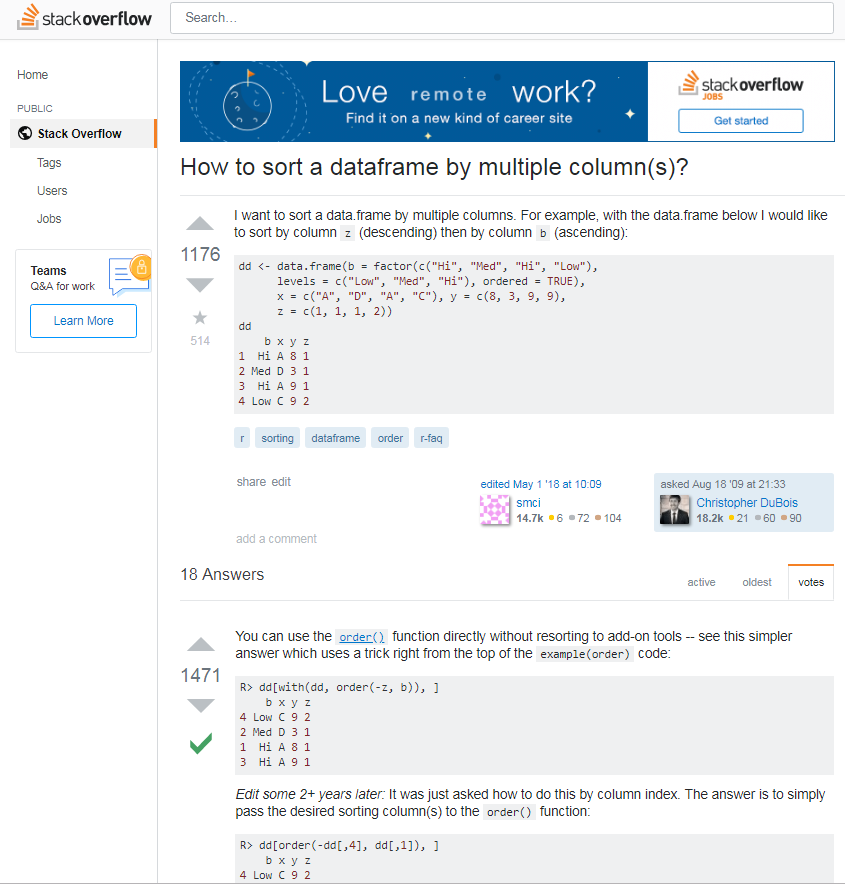 stackoverflow
Search...
Home
PUBLIC
Stack Overflow
Tags
Users
Jobs
Teams
Q&A for work
Learn More
Love remote work?
Find it on a new kind of career site
stackoverflow
JOBS
Get started
How to sort a dataframe by multiple column(s)?
1176
514
I want to sort a data.frame by multiple columns. For example, with the data.frame below I would like
to sort by column z (descending) then by column b (ascending):
dd <- data.frame(b = factor(c("Hi", "Med", "Hi", "Low"),
      levels = c("Low", "Med", "Hi"), ordered = TRUE),
      x = c("A", "D", "A", "C"), y = c(8, 3, 9, 9),
      z = c(1, 1, 1, 2))
dd
    b x y z
1  Hi A 8 1
2 Med D 3 1
3  Hi A 9 1
4 Low C 9 2
r sorting dataframe order r-faq
share edit
edited May 1 '18 at 10:09
smci
14.7k 6 72 104
asked Aug 18 '09 at 21:33
Christopher DuBois
18.2k 21 60 90
add a comment
18 Answers
active oldest votes
1471
You can use the order() function directly without resorting to add-on tools -- see this simpler
answer which uses a trick right from the top of the example(order) code:
R> dd[with(dd, order(-z, b)), ]
    b x y z
4 Low C 9 2
2 Med D 3 1
1  Hi A 8 1
3  Hi A 9 1
Edit some 2+ years later: It was just asked how to do this by column index. The answer is to simply
pass the desired sorting column(s) to the order() function:
R> dd[order(-dd[,4], dd[,1]), ]
    b x y z
4 Low C 9 2